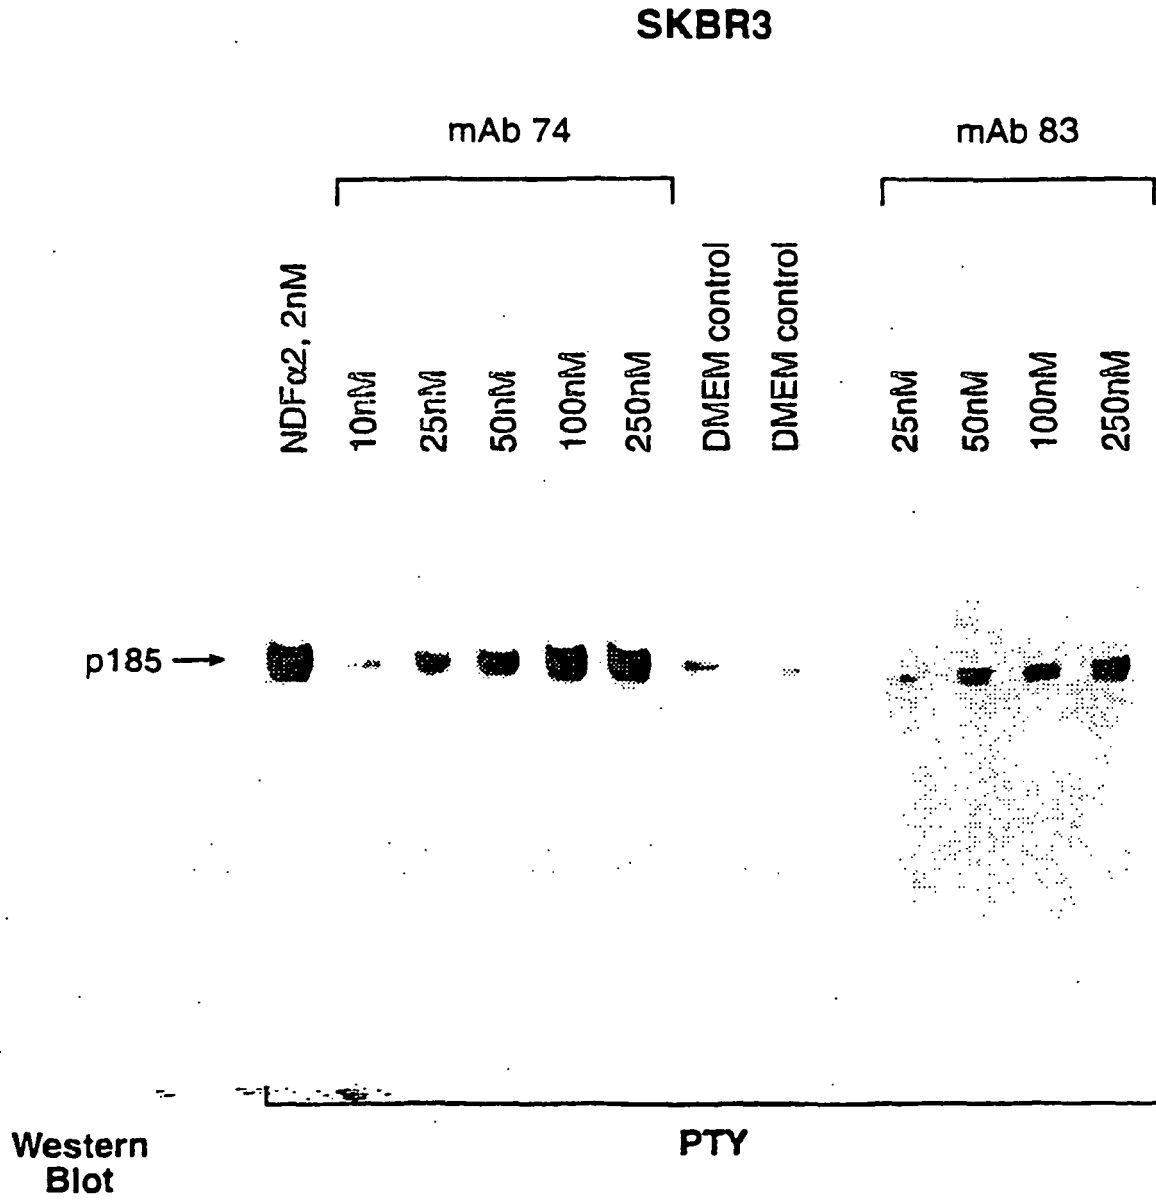 SKBR3
mAb 74
mAb 83
NDFα2, 2nM
10nM
25nM
50nM
100nM
250nM
DMEM control
DMEM control
25nM
50nM
100nM
250nM
p185
Western
Blot
PTY